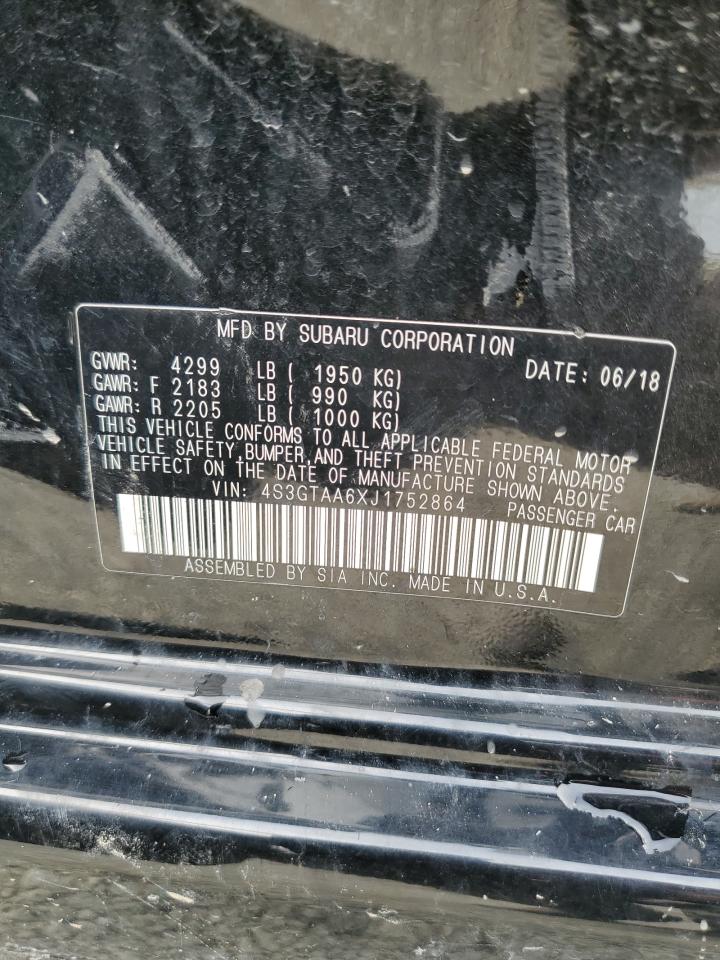 MFD BY SUBARU CORPORATION
GVWR: 4299 LB ( 1950 KG) DATE: 06/18
GAWR: F 2183 LB ( 990 KG)
GAWR: R 2205 LB ( 1000 KG)
THIS VEHICLE CONFORMS TO ALL APPLICABLE FEDERAL MOTOR
VEHICLE SAFETY,BUMPER,AND THEFT PREVENTION STANDARDS
IN EFFECT ON THE DATE OF MANUFACTURE SHOWN ABOVE.
VIN: 4S3GTAA6XJ1752864 PASSENGER CAR
ASSEMBLED BY SIA INC. MADE IN U.S.A.